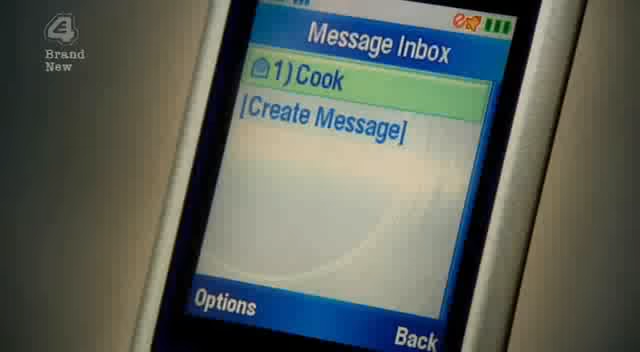 4
Brand
New
Message Inbox
1) Cook
[Create Message]
Options
Back